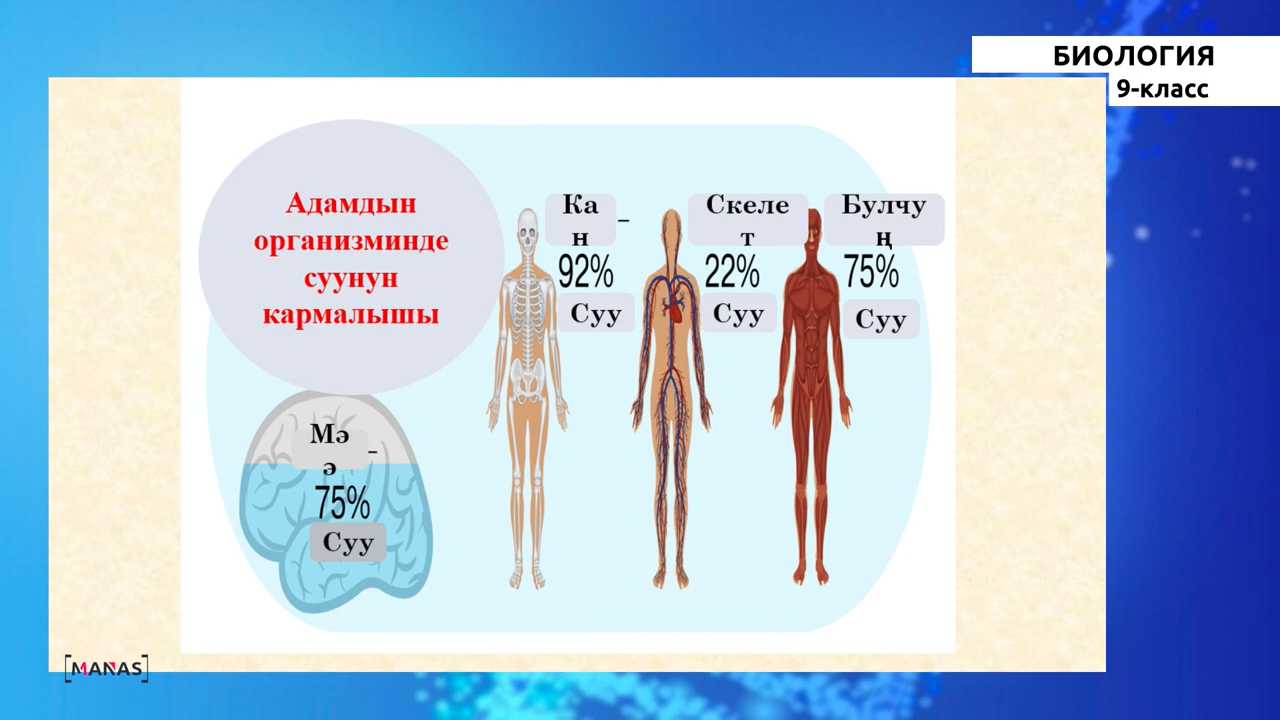 БИОЛОГИЯ
9-класс
Адамдын
организминде
суунун
кармалышы
Ка
н –
92%
Суу
Скеле
т
22%
Суу
Булчу
ң
75%
Суу
Мэ
э –
75%
Суу
[MANAS]